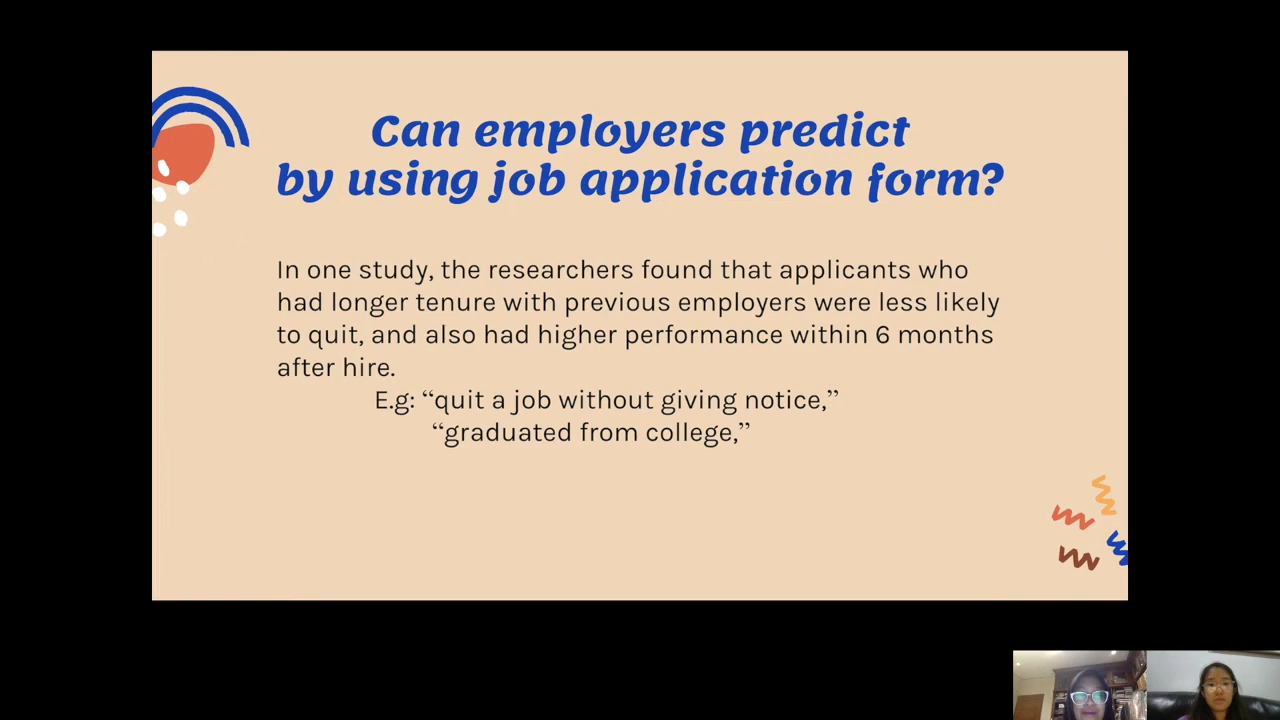 Can employers predict
by using job application form?
In one study, the researchers found that applicants who
had longer tenure with previous employers were less likely
to quit, and also had higher performance within 6 months
after hire.
E.g: “quit a job without giving notice,”
“graduated from college,”